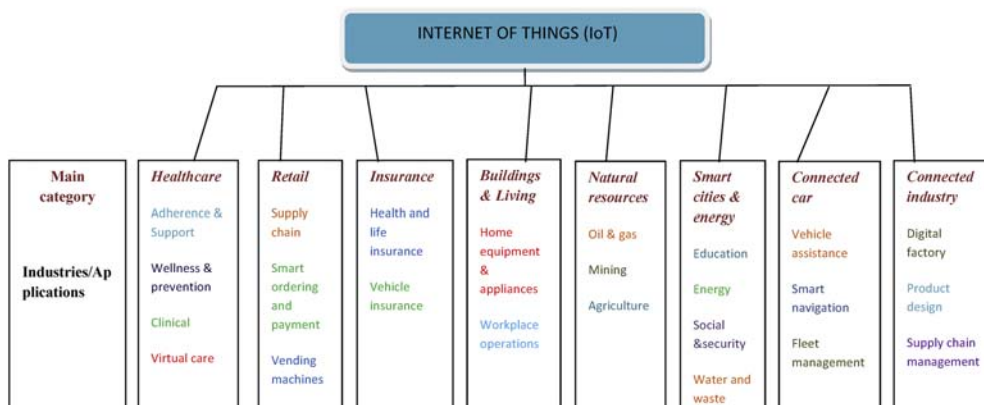 INTERNET OF THINGS (IoT)
Main
category
Industries/Ap
plications
Healthcare
Adherence &
Support
Wellness &
prevention
Clinical
Virtual care
Retail
Supply
chain
Smart
ordering
and
payment
Vending
machines
Insurance
Health and
life
insurance
Vehicle
insurance
Buildings
& Living
Home
equipment
&
appliances
Workplace
operations
Natural
resources
Oil & gas
Mining
Agriculture
Smart
cities &
energy
Education
Energy
Social
&security
Water and
waste
Connected
car
Vehicle
assistance
Smart
navigation
Fleet
management
Connected
industry
Digital
factory
Product
design
Supply chain
management